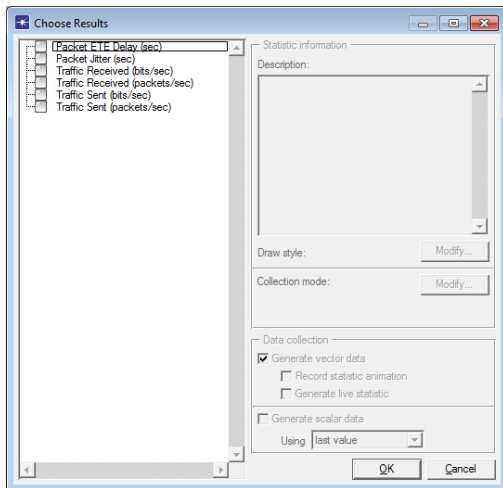 Choose Results
Packet ETE Delay (sec)
Packet Jitter (sec)
Traffic Received (bits/sec)
Traffic Received (packets/sec)
Traffic Sent (bits/sec)
Traffic Sent (packets/sec)
Statistic information
Description:
Draw style:
Modify...
Collection mode:
Modify...
Data collection
Generate vector data
Record statistic animation
Generate live statistic
Generate scalar data
Using last value
OK
Cancel